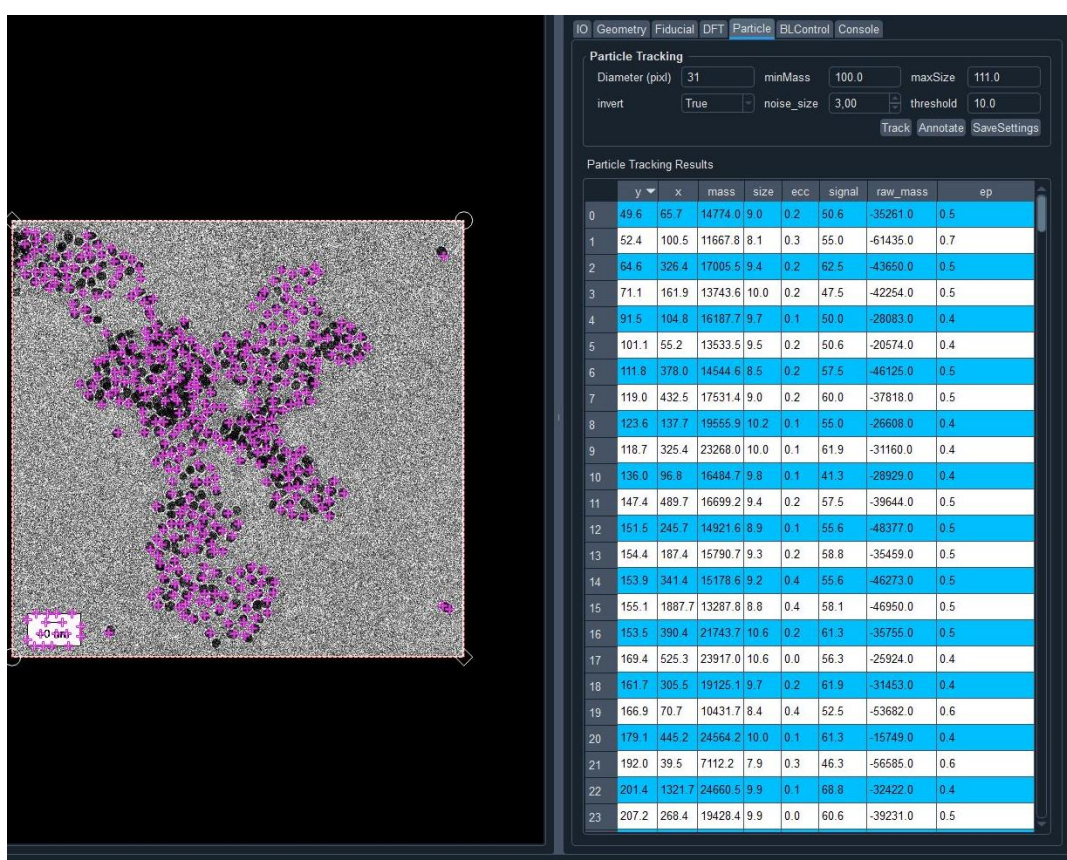 IO Geometry Fiducial DFT Particle BLControl Console
Particle Tracking
Diameter (pixl) 31 minMass 100.0 maxSize 111.0
invert True noise_size 3,00 threshold 10.0
Track Annotate SaveSettings
Particle Tracking Results
y x mass size ecc signal raw_mass ep
0 49.6 65.7 14774.0 9.0 0.2 50.6 -35261.0 0.5
1 52.4 100.5 11667.8 8.1 0.3 55.0 -61435.0 0.7
2 64.6 326.4 17005.5 9.4 0.2 62.5 -43650.0 0.5
3 71.1 161.9 13743.6 10.0 0.2 47.5 -42254.0 0.5
4 91.5 104.8 16187.7 9.7 0.1 50.0 -28083.0 0.4
5 101.1 55.2 13533.5 9.5 0.2 50.6 -20574.0 0.4
6 111.8 378.0 14544.6 8.5 0.2 57.5 -46125.0 0.5
7 119.0 432.5 17531.4 9.0 0.2 60.0 -37818.0 0.5
8 123.6 137.7 19555.9 10.2 0.1 55.0 -26608.0 0.4
9 118.7 325.4 23268.0 10.0 0.1 61.9 -31160.0 0.4
10 136.0 96.8 16484.7 9.8 0.1 41.3 -28929.0 0.4
11 147.4 489.7 16699.2 9.4 0.2 57.5 -39644.0 0.5
12 151.5 245.7 14921.6 8.9 0.1 55.6 -48377.0 0.5
13 154.4 187.4 15790.7 9.3 0.2 58.8 -35459.0 0.5
14 153.9 341.4 15178.6 9.2 0.4 55.6 -46273.0 0.5
15 155.1 1887.7 13287.8 8.8 0.4 58.1 -46950.0 0.5
16 153.5 390.4 21743.7 10.6 0.2 61.3 -35755.0 0.5
17 169.4 525.3 23917.0 10.6 0.0 56.3 -25924.0 0.4
18 161.7 305.5 19125.1 9.7 0.2 61.9 -31453.0 0.4
19 166.9 70.7 10431.7 8.4 0.4 52.5 -53682.0 0.6
20 179.1 445.2 24564.2 10.0 0.1 61.3 -15749.0 0.4
21 192.0 39.5 7112.2 7.9 0.3 46.3 -56585.0 0.6
22 201.4 1321.7 24660.5 9.9 0.1 68.8 -32422.0 0.4
23 207.2 268.4 19428.4 9.9 0.0 60.6 -39231.0 0.5